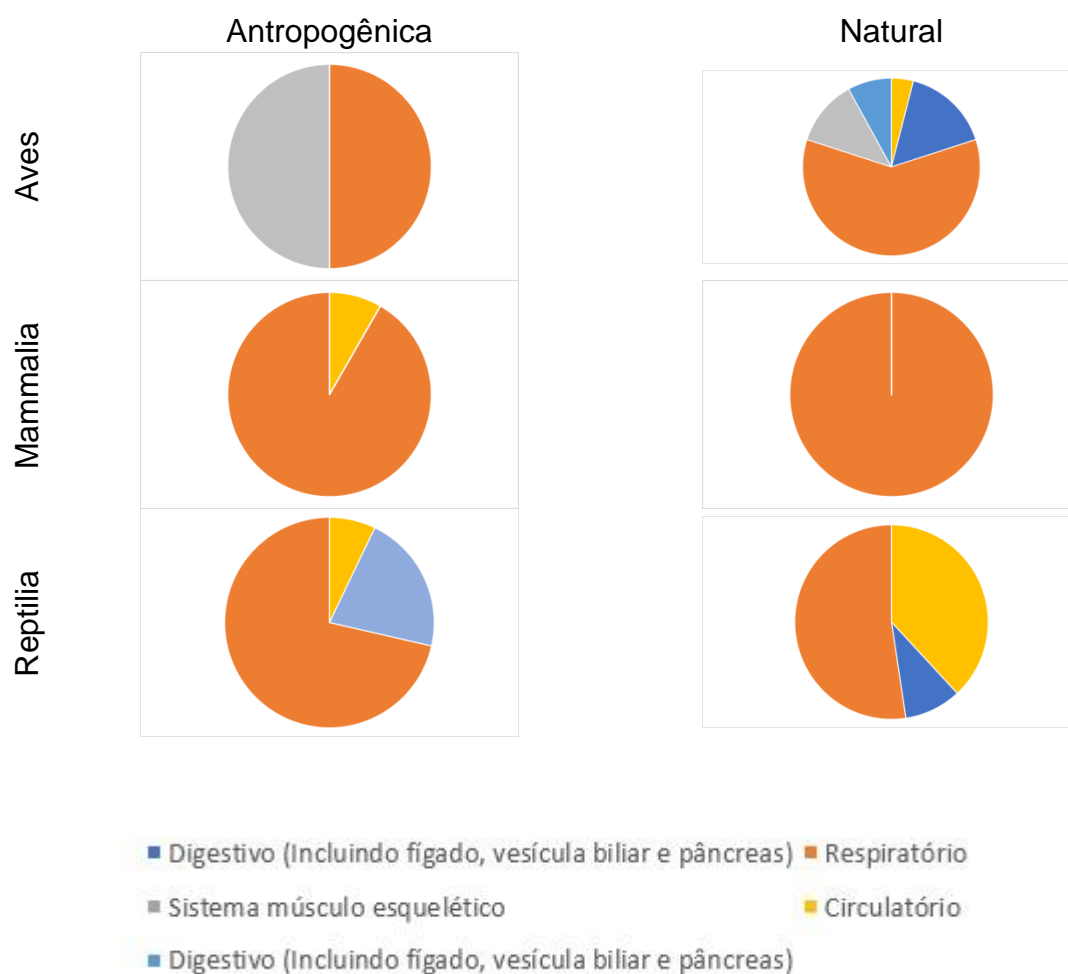 Antropogênica Natural
Aves
Mammalia
Reptilia
Digestivo (Incluindo fígado, vesícula biliar e pâncreas) Respiratório
Sistema músculo esquelético Circulatório
Digestivo (Incluindo fígado, vesícula biliar e pâncreas)